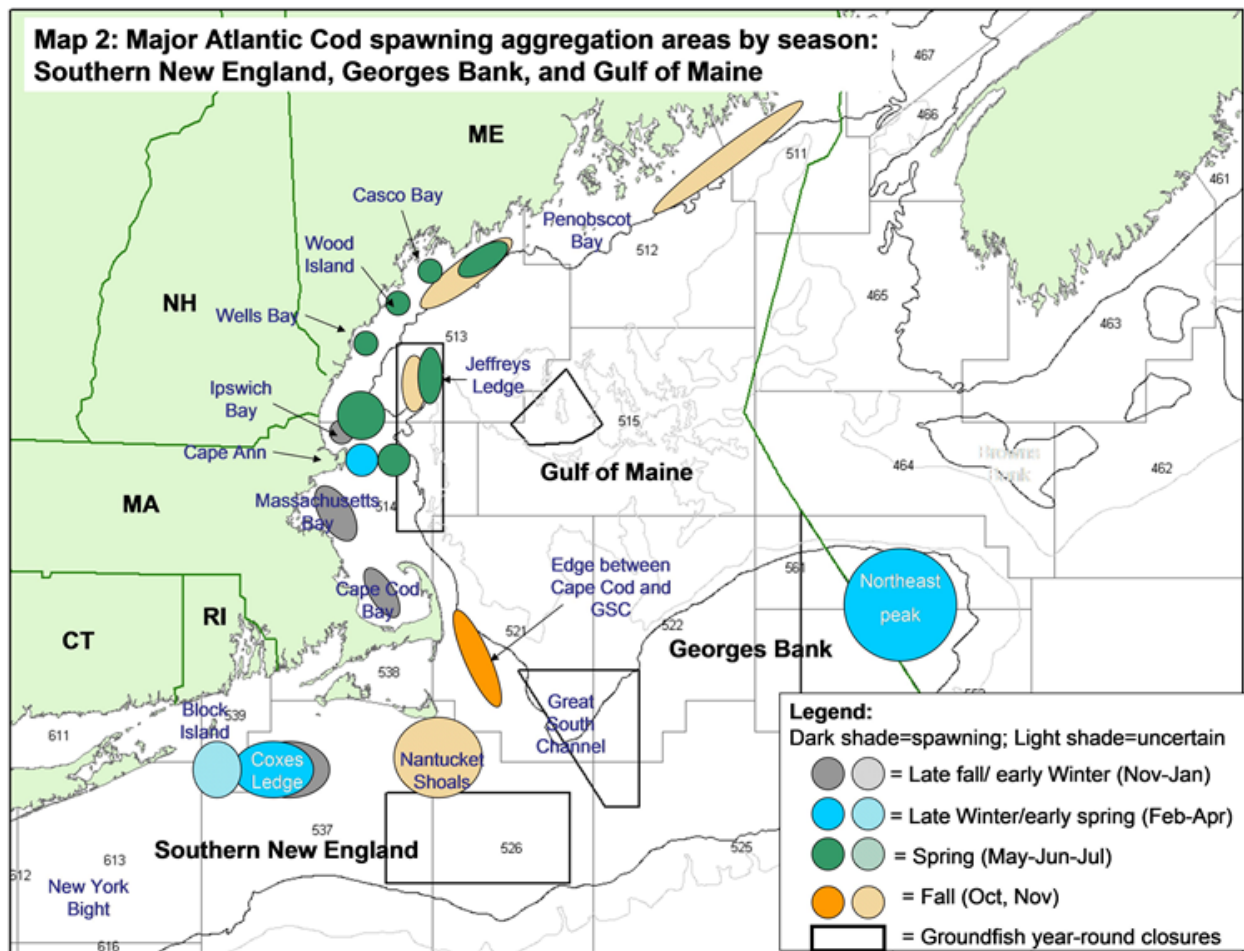 Map 2: Major Atlantic Cod spawning aggregation areas by season:
Southern New England, Georges Bank, and Gulf of Maine
467
466
ME
511
461
Casco Bay
Penobscot
Bay
512
Wood
Island
NH
465
463
Wells Bay
513
Jeffreys
Ledge
Ipswich
Bay
515
Cape Ann
Gulf of Maine
464
Browns
Bank
462
MA
Massachusetts
Bay
514
Edge between
Cape Cod and
GSC
561
Northeast
peak
Cape Cod
Bay
RI
CT
521
522
Georges Bank
538
Block
Island
539
Great
South
Channel
611
Coxes
Ledge
Nantucket
Shoals
537
Southern New England
526
525
613
612
New York
Bight
616
Legend:
Dark shade=spawning; Light shade=uncertain
= Late fall/ early Winter (Nov-Jan)
= Late Winter/early spring (Feb-Apr)
= Spring (May-Jun-Jul)
= Fall (Oct, Nov)
= Groundfish year-round closures